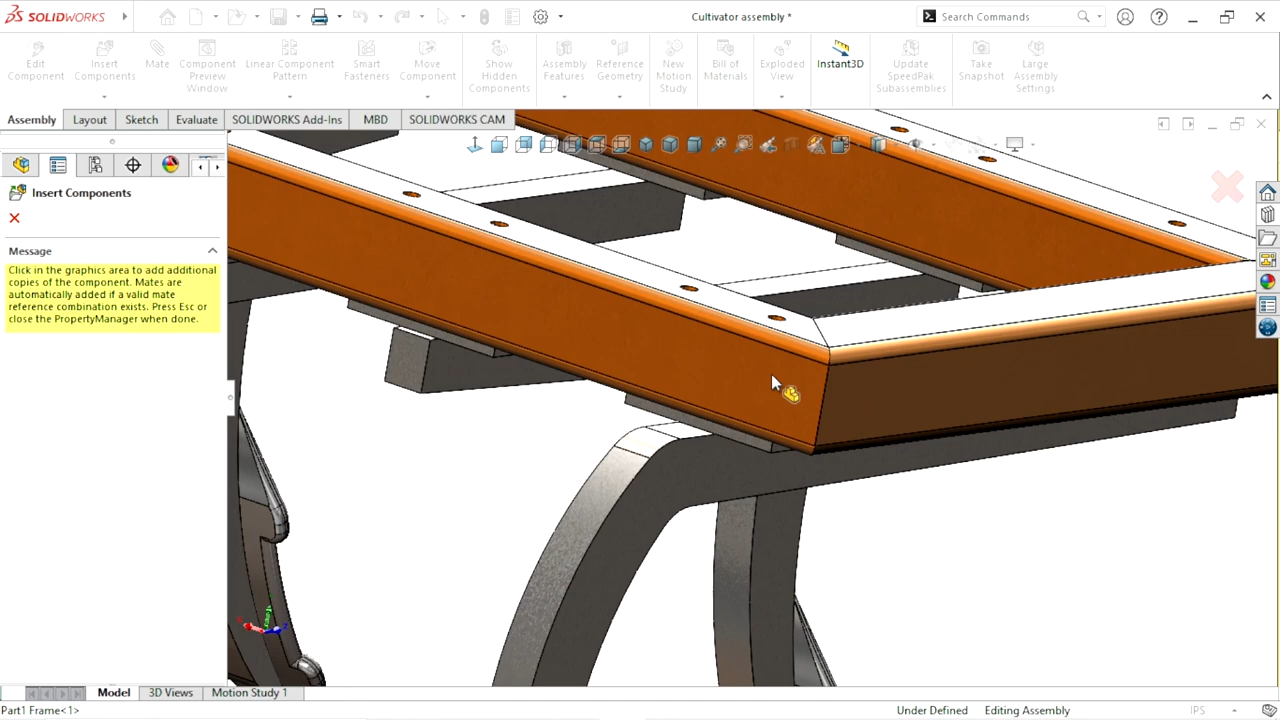 SOLIDWORKS
Cultivator assembly *
Search Commands
Edit
Component
Insert
Components
Mate
Component
Preview
Window
Linear Component
Pattern
Smart
Fasteners
Move
Component
Show
Hidden
Components
Assembly
Features
Reference
Geometry
New
Motion
Study
Bill of
Materials
Exploded
View
Instant3D
Update
SpeedPak
Subassemblies
Take
Snapshot
Large
Assembly
Settings
Assembly
Layout
Sketch
Evaluate
SOLIDWORKS Add-Ins
MBD
SOLIDWORKS CAM
Insert Components
Message
Click in the graphics area to add additional
copies of the component. Mates are
automatically added if a valid mate
reference combination exists. Press Esc or
close the PropertyManager when done.
Model
3D Views
Motion Study 1
Part1 Frame<1>
Under Defined
Editing Assembly
IPS